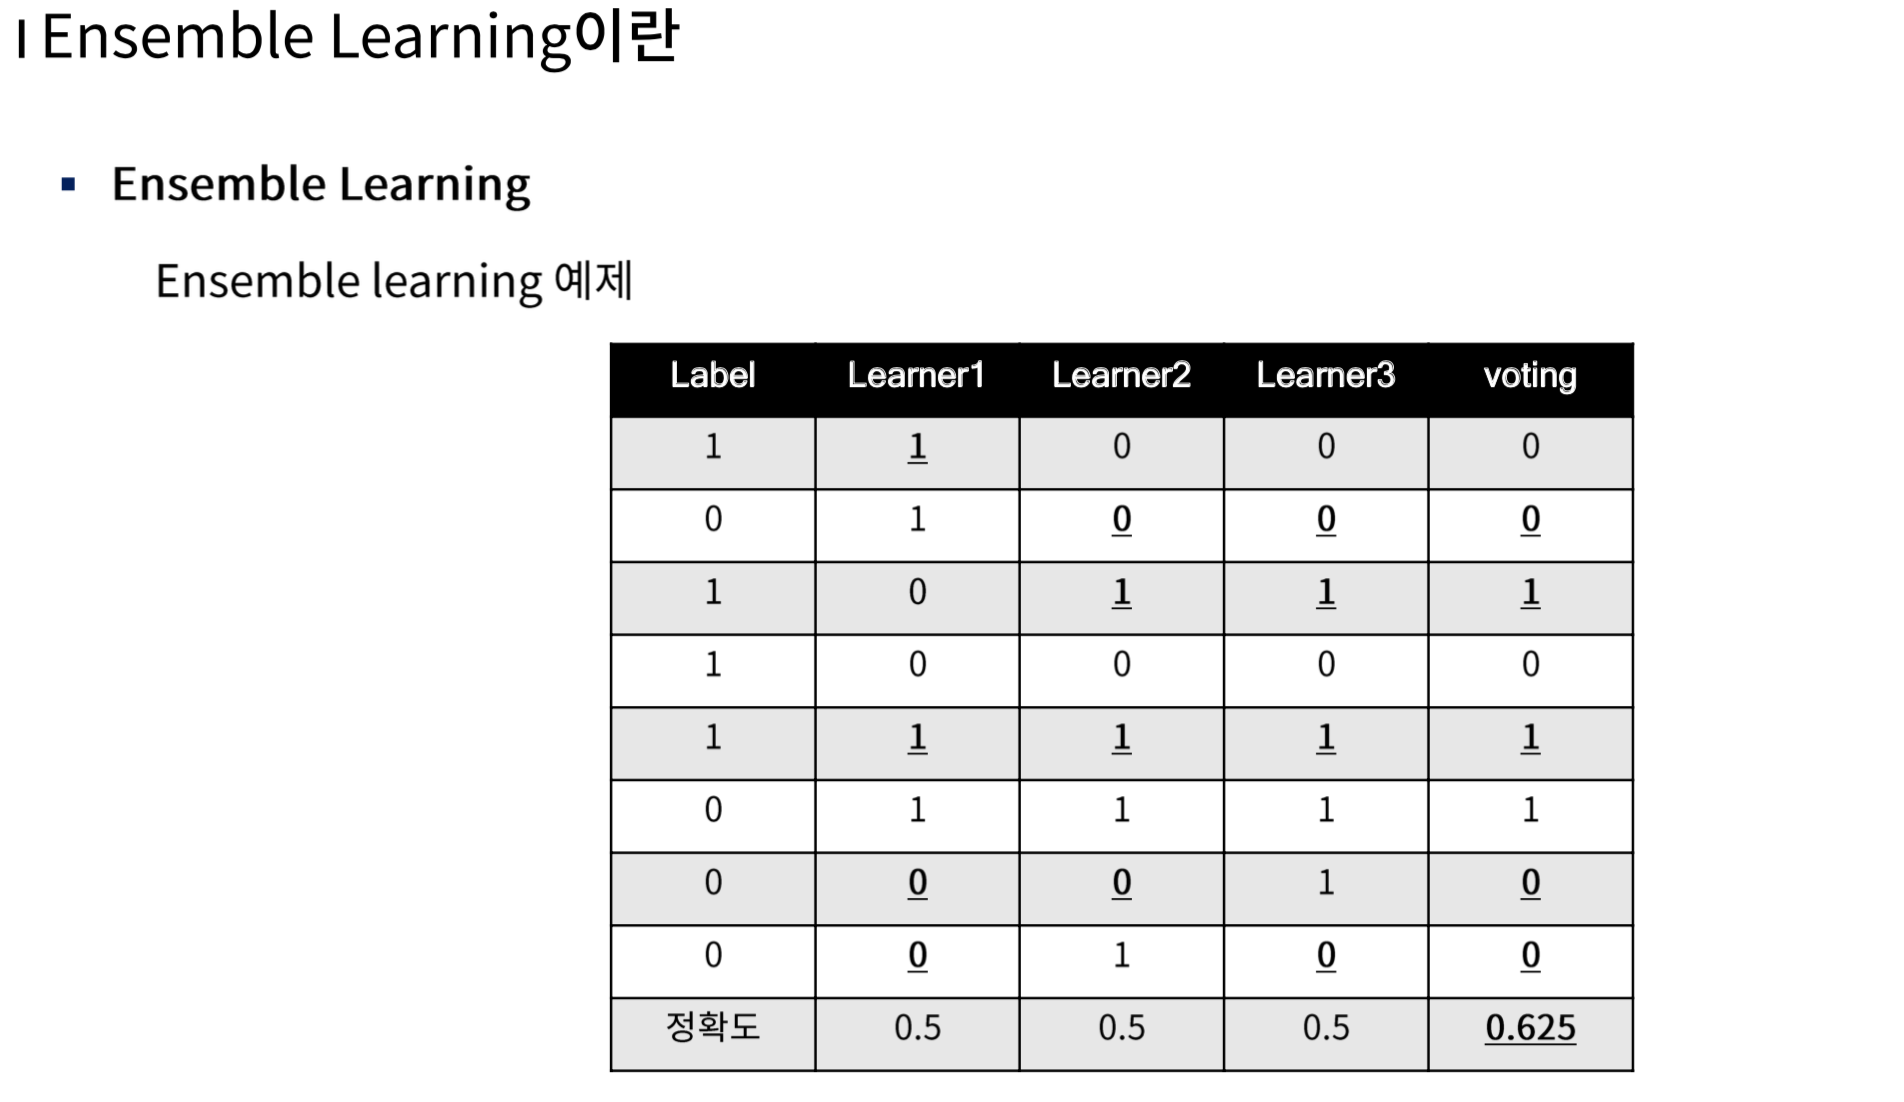 I Ensemble Learning이란
▪ Ensemble Learning
Ensemble learning 예제
Label Learner1 Learner2 Learner3 voting
1 1 0 0 0
0 1 0 0 0
1 0 1 1 1
1 0 0 0 0
1 1 1 1 1
0 1 1 1 1
0 0 0 1 0
0 0 1 0 0
정확도 0.5 0.5 0.5 0.625